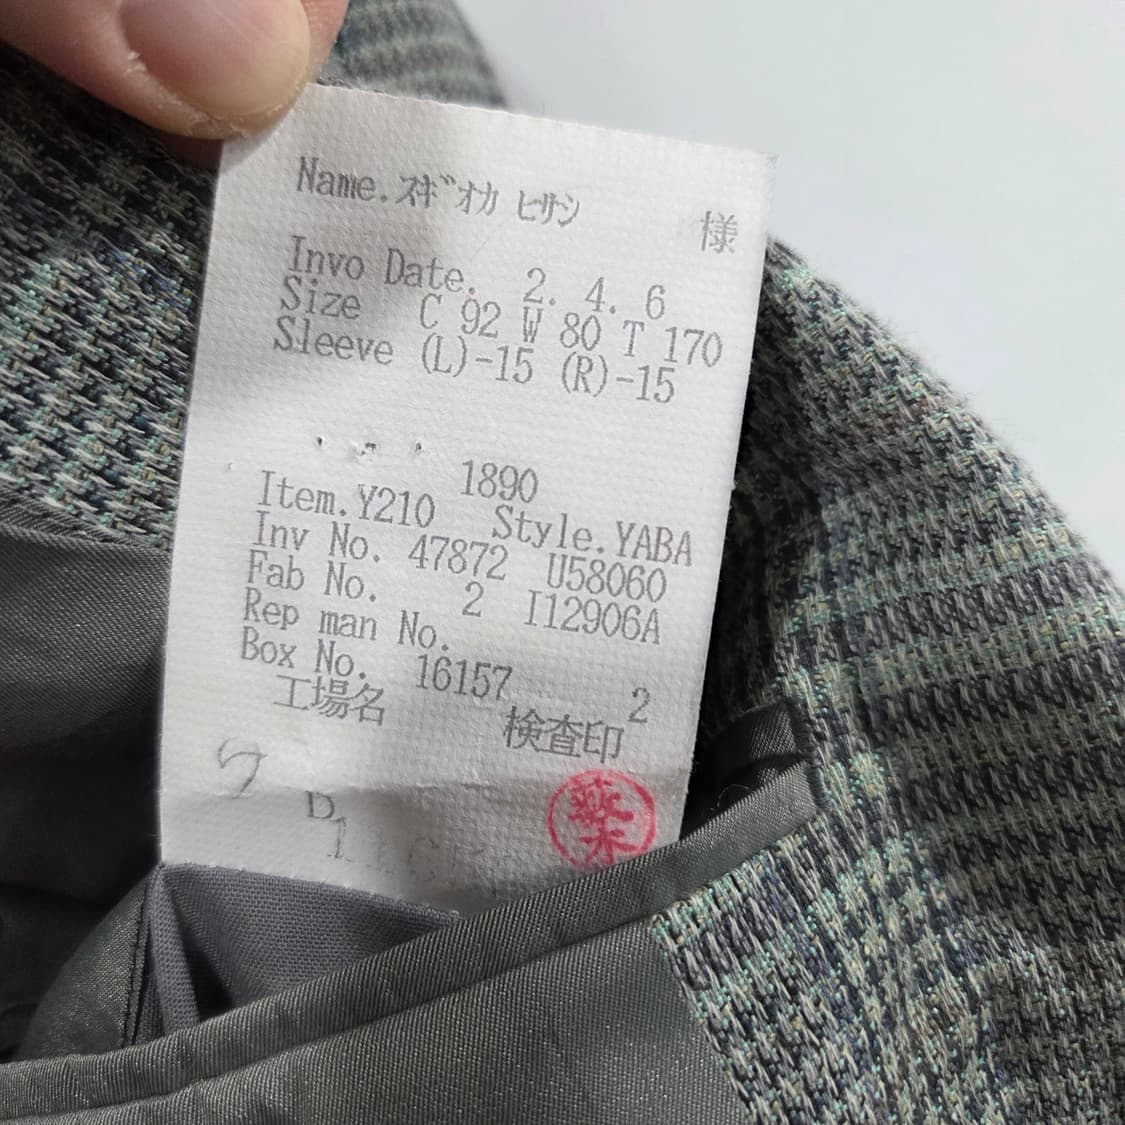 Name.ｽｷﾞｵｶ ﾋｻｼ 様
Invo Date. 2. 4. 6
Size C 92 W 80 T 170
Sleeve (L)-15 (R)-15
1890
Item.Y210 Style.YABA
Inv No. 47872 U58060
Fab No. 2 I12906A
Rep man No.
Box No. 16157 2
工場名 検査印